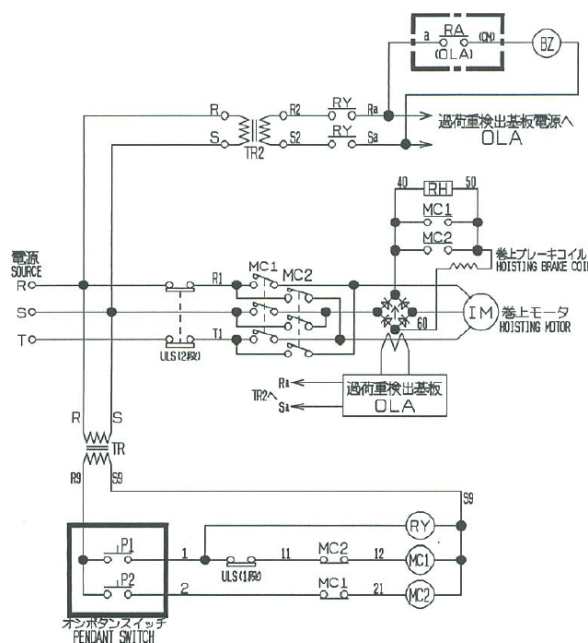 a RA (CN)
(OLA)
BZ
R R2 RY Ra
S S2 RY Sa
TR2
過荷重検出基板電源へ
OLA
40 RH 50
MC1
MC2
巻上ブレーキコイル
HOISTING BRAKE COIL
電源
SOURCE
R R1 MC1
MC2
S
T T1
ULS(2段)
60
IM 巻上モータ
HOISTING MOTOR
Ra
TR2へ
Sa
過荷重検出基板
OLA
R S
TR
R9 S9
S9
RY
P1 1 11 MC2 12 MC1
ULS(1段)
P2 2 MC1 21 MC2
オシボタンスイッチ
PENDANT SWITCH